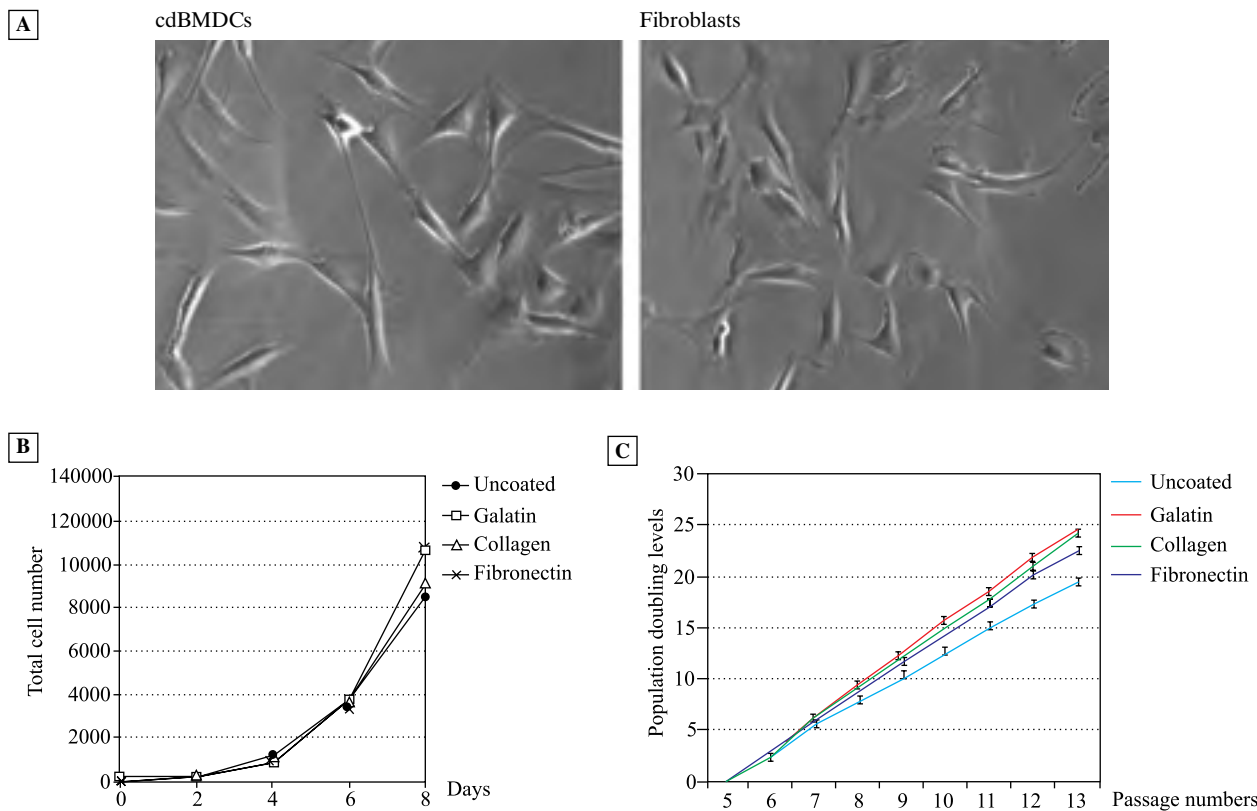 A
cdBMDCs
Fibroblasts
B
140000
120000
10000
8000
6000
4000
2000
0
Total cell number
0 2 4 6 8
Days
Uncoated
Galatin
Collagen
Fibronectin
C
30
25
20
15
10
5
0
Population doubling levels
5 6 7 8 9 10 11 12 13
Passage numbers
Uncoated
Galatin
Collagen
Fibronectin